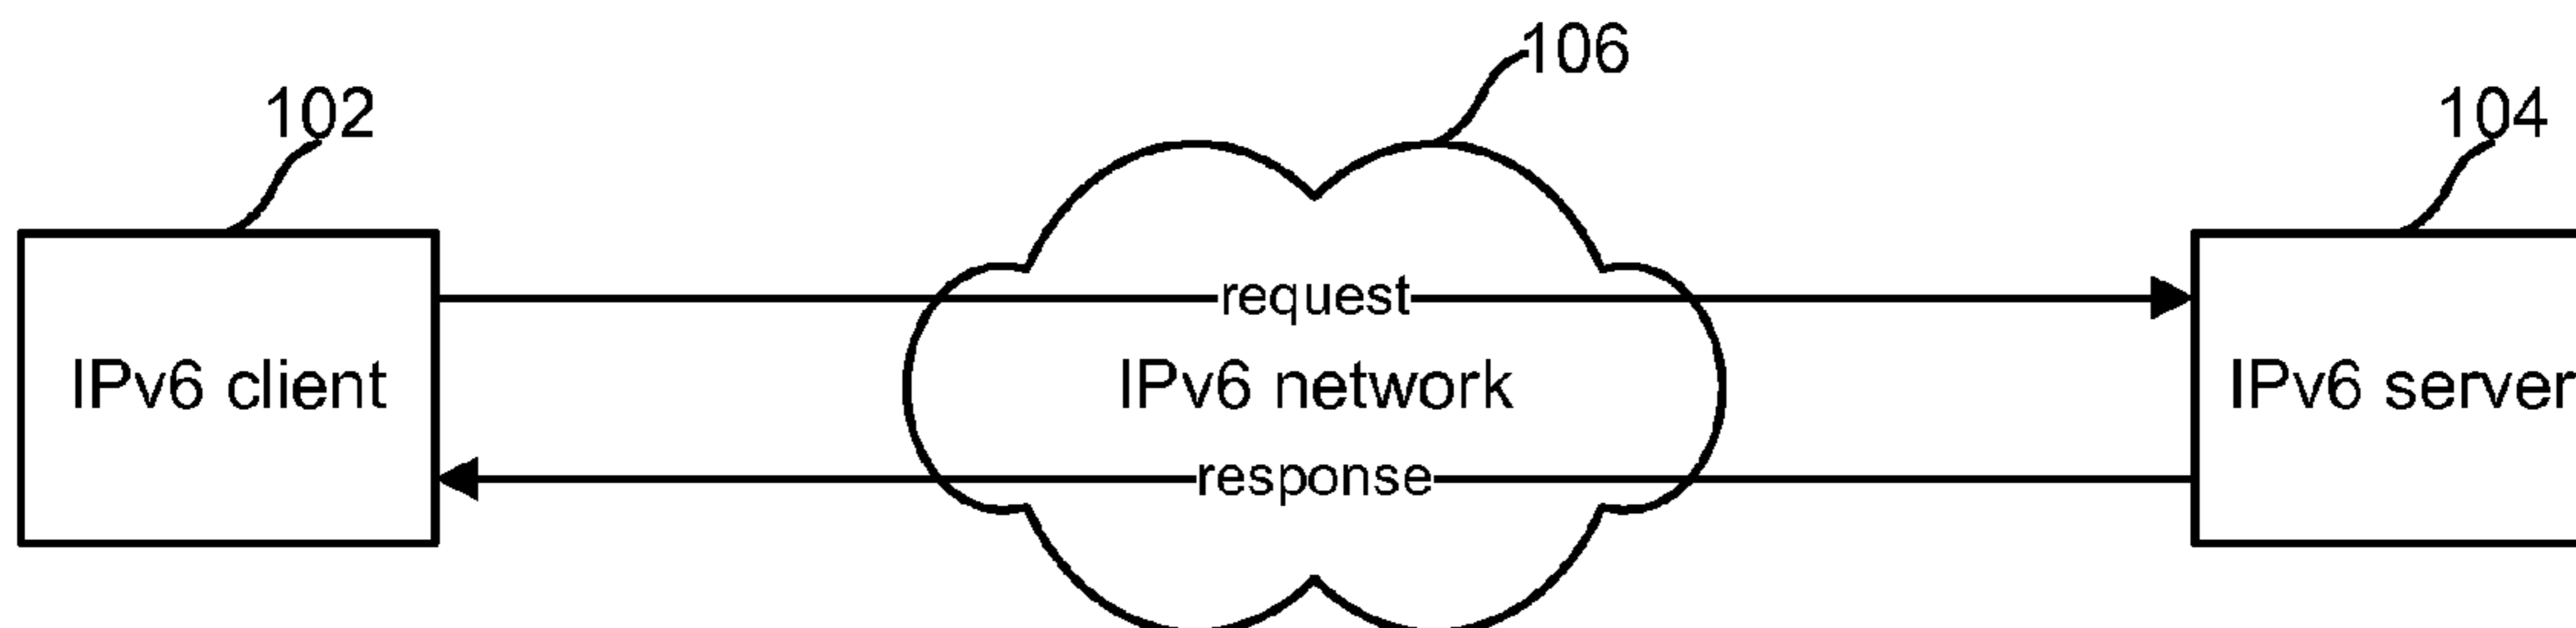 106
102
104
request
IPv6 client
IPv6 network
IPv6 server
response